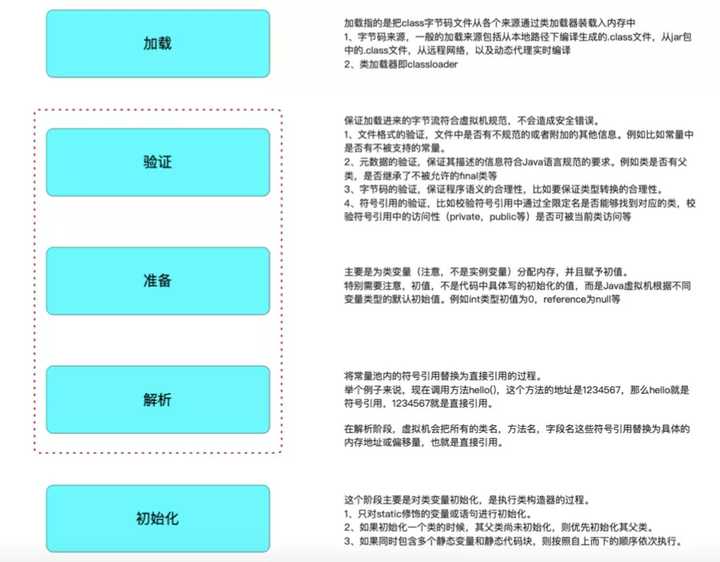 加载
加载指的是把class字节码文件从各个来源通过类加载器装载入内存中
1、字节码来源，一般的加载来源包括从本地路径下编译生成的.class文件，从jar包
中的.class文件，从远程网络，以及动态代理实时编译
2、类加载器即classloader
验证
保证加载进来的字节流符合虚拟机规范，不会造成安全错误。
1、文件格式的验证，文件中是否有不规范的或者附加的其他信息。例如比如常量中
是否有不被支持的常量。
2、元数据的验证，保证其描述的信息符合Java语言规范的要求。例如类是否有父
类，是否继承了不被允许的final类等
3、字节码的验证，保证程序语义的合理性，比如要保证类型转换的合理性。
4、符号引用的验证，比如校验符号引用中通过全限定名是否能够找到对应的类，校
验符号引用中的访问性（private，public等）是否可被当前类访问等
准备
主要是为类变量（注意，不是实例变量）分配内存，并且赋予初值。
特别需要注意，初值，不是代码中具体写的初始化的值，而是Java虚拟机根据不同
变量类型的默认初始值。例如int类型初值为0，reference为null等
解析
将常量池内的符号引用替换为直接引用的过程。
举个例子来说，现在调用方法hello()，这个方法的地址是1234567，那么hello就是
符号引用，1234567就是直接引用。
在解析阶段，虚拟机会把所有的类名，方法名，字段名这些符号引用替换为具体的
内存地址或偏移量，也就是直接引用。
初始化
这个阶段主要是对类变量初始化，是执行类构造器的过程。
1、只对static修饰的变量或语句进行初始化。
2、如果初始化一个类的时候，其父类尚未初始化，则优先初始化其父类。
3、如果同时包含多个静态变量和静态代码块，则按照自上而下的顺序依次执行。